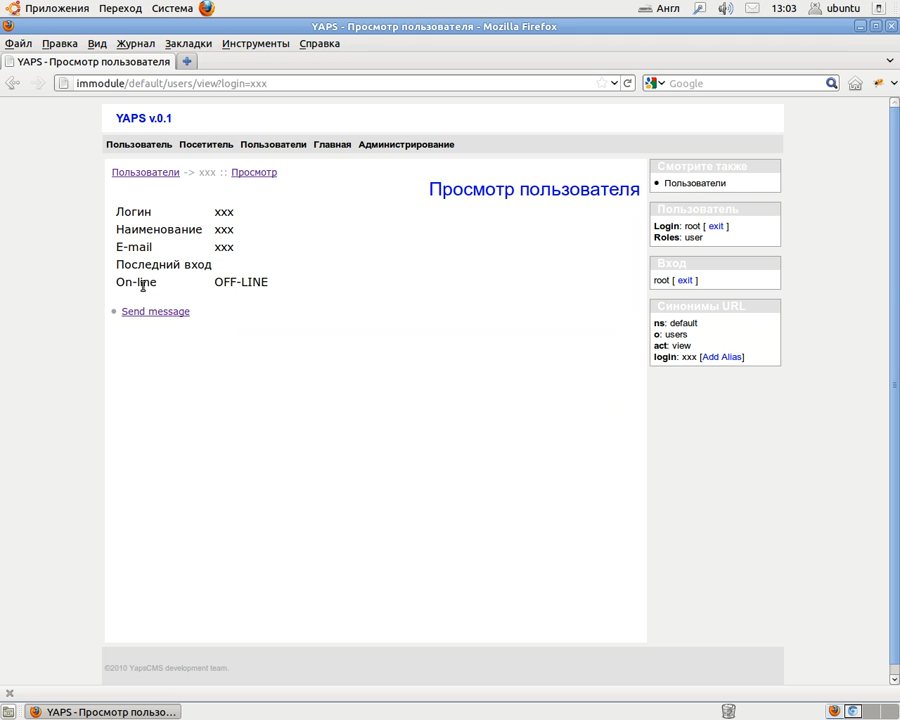 Приложения Переход Система Англ 13:03 ubuntu
YAPS - Просмотр пользователя - Mozilla Firefox
Файл Правка Вид Журнал Закладки Инструменты Справка
YAPS - Просмотр пользователя
immodule/default/users/view?login=xxx Google
YAPS v.0.1
Пользователь Посетитель Пользователи Главная Администрирование
Пользователи -> xxx :: Просмотр
Просмотр пользователя
Логин xxx
Наименование xxx
E-mail xxx
Последний вход
On-line OFF-LINE
Send message
Смотрите также
Пользователи
Пользователь
Login: root [ exit ]
Roles: user
Вход
root [ exit ]
Синонимы URL
ns: default
o: users
act: view
login: xxx [Add Alias]
©2010 YapsCMS development team.
YAPS - Просмотр пользо...